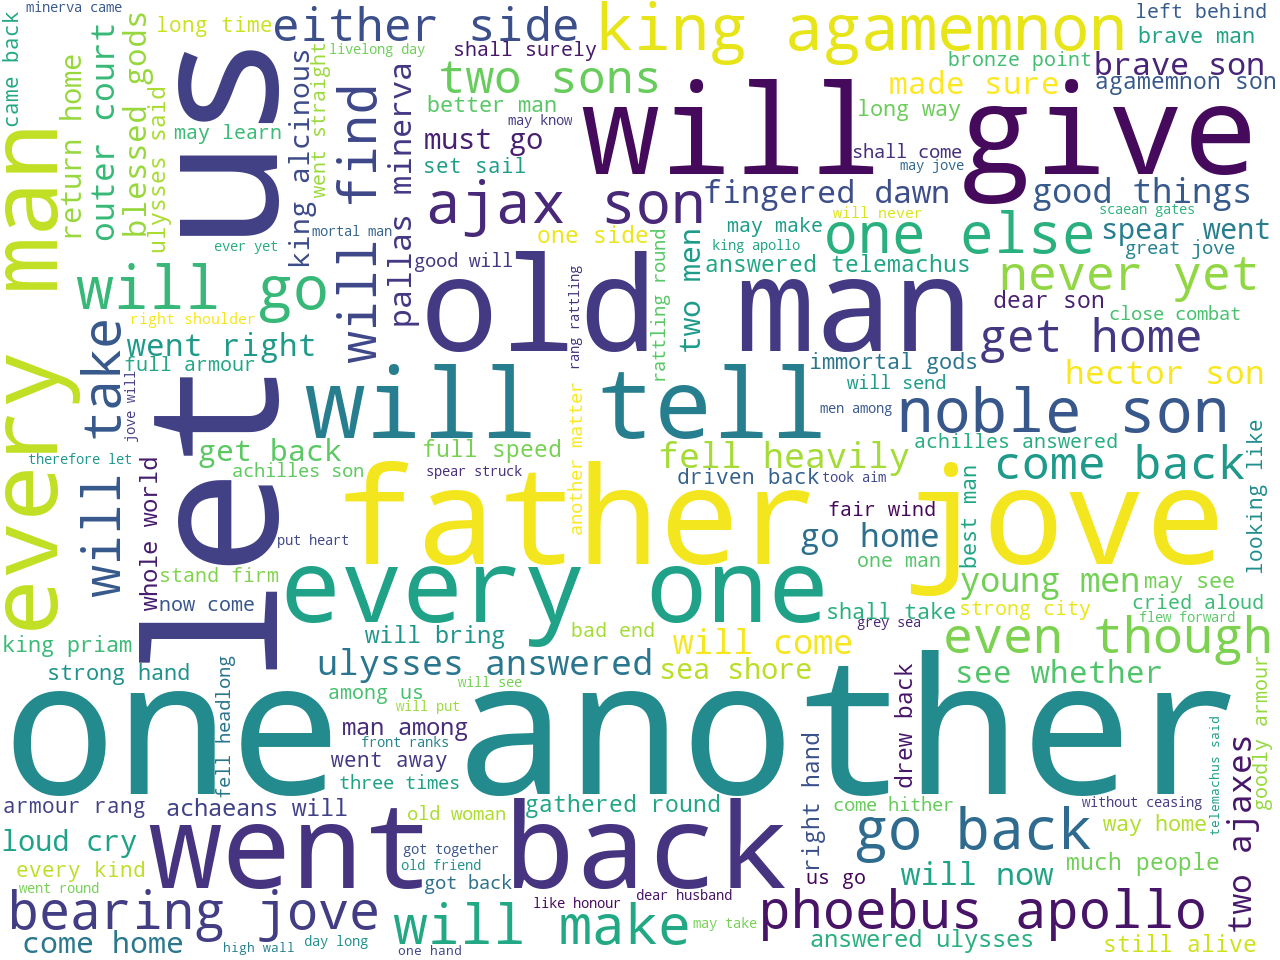 minerva came
long time
either side
king agamemnon
left behind
brave man
came back
return home
outer court
blessed gods
ulysses said
let us
king alcinous
went straight
livelong day
shall surely
two sons
bronze point
brave son
made sure
agamemnon son
will give
better man
long way
may know
may learn
every man
will find
pallas minerva
must go
set sail
shall come
may jove
ajax son
fingered dawn
good things
scaean gates
will never
may make
one else
spear went
mortal man
ever yet
one side
two men
king apollo
great jove
good will
answered telemachus
never yet
will go
old man
rang rattling
rattling round
dear son
close combat
right shoulder
went right
get home
full armour
immortal gods
hector son
will take
jove will
will tell
will send
men among
noble son
get back
full speed
another matter
fell heavily
achilles answered
therefore let
whole world
achilles son
spear struck
driven back
took aim
come back
looking like
father jove
best man
fair wind
put heart
go home
one man
stand firm
every one
young men
may see
now come
shall take
strong city
cried aloud
flew forward
king priam
will bring
bad end
will come
grey sea
even though
strong hand
ulysses answered
sea shore
see whether
fell headlong
one another
among us
will see
will put
man among
front ranks
went away
three times
right hand
drew back
telemachus said
goodly armour
two ajaxes
armour rang
achaeans will
old woman
gathered round
come hither
without ceasing
loud cry
went back
go back
way home
every kind
got together
old friend
got back
us go
will now
much people
went round
bearing jove
like honour
dear husband
phoebus apollo
come home
high wall
day long
will make
one hand
may take
answered ulysses
still alive